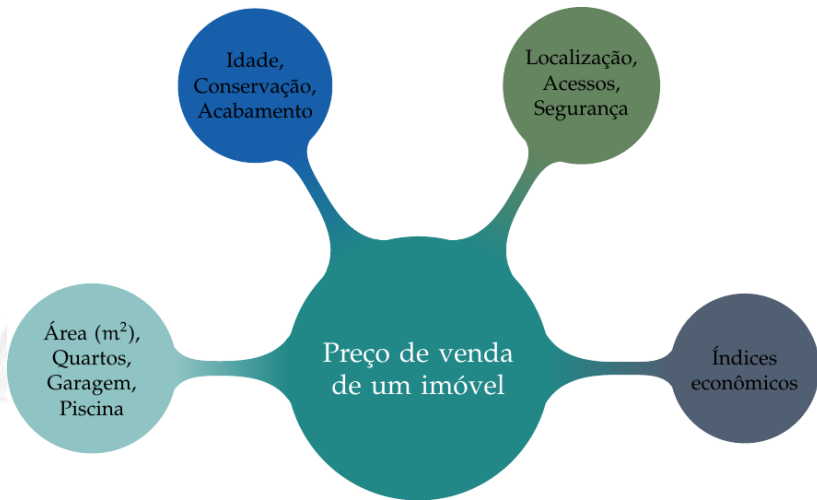 Idade,
Conservação,
Acabamento
Localização,
Acessos,
Segurança
Área (m²),
Quartos,
Garagem,
Piscina
Preço de venda
de um imóvel
Índices
econômicos